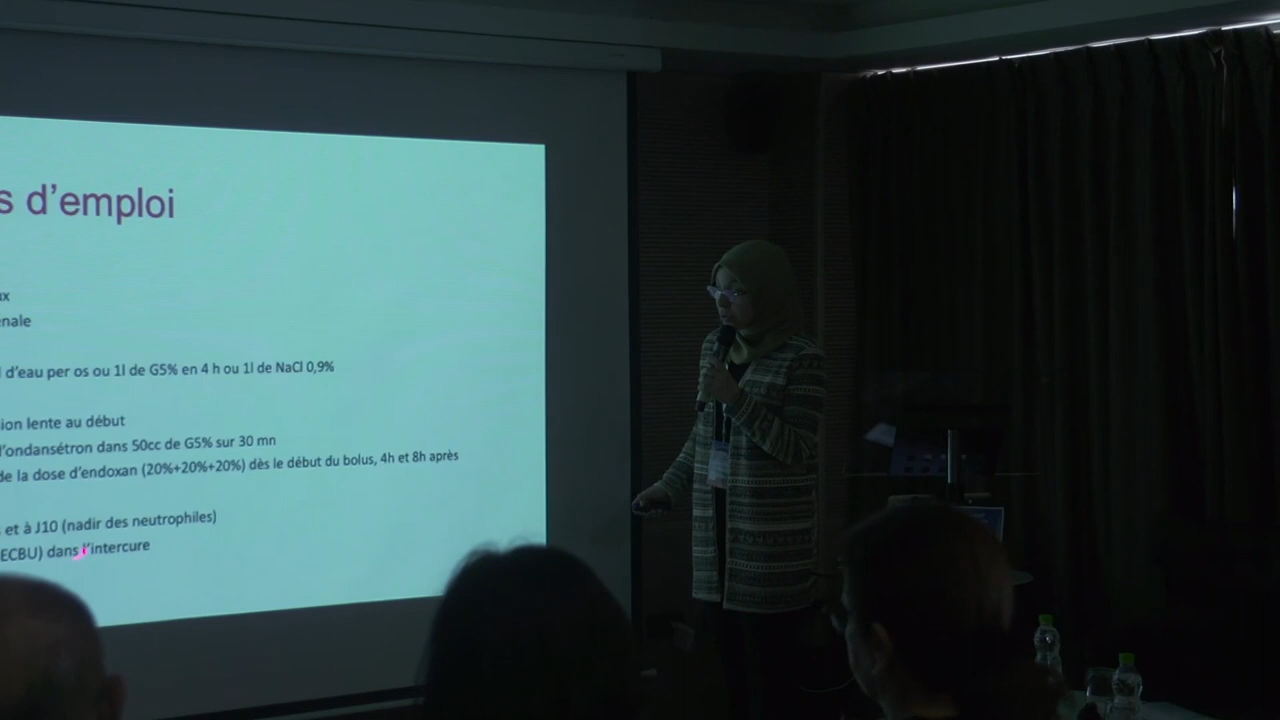 s d'emploi
ux
énale
d'eau per os ou 1l de G5% en 4 h ou 1l de NaCl 0,9%
ion lente au début
l'ondansétron dans 50cc de G5% sur 30 mn
de la dose d'endoxan (20%+20%+20%) dès le début du bolus, 4h et 8h après
et à J10 (nadir des neutrophiles)
ECBU) dans l'intercure